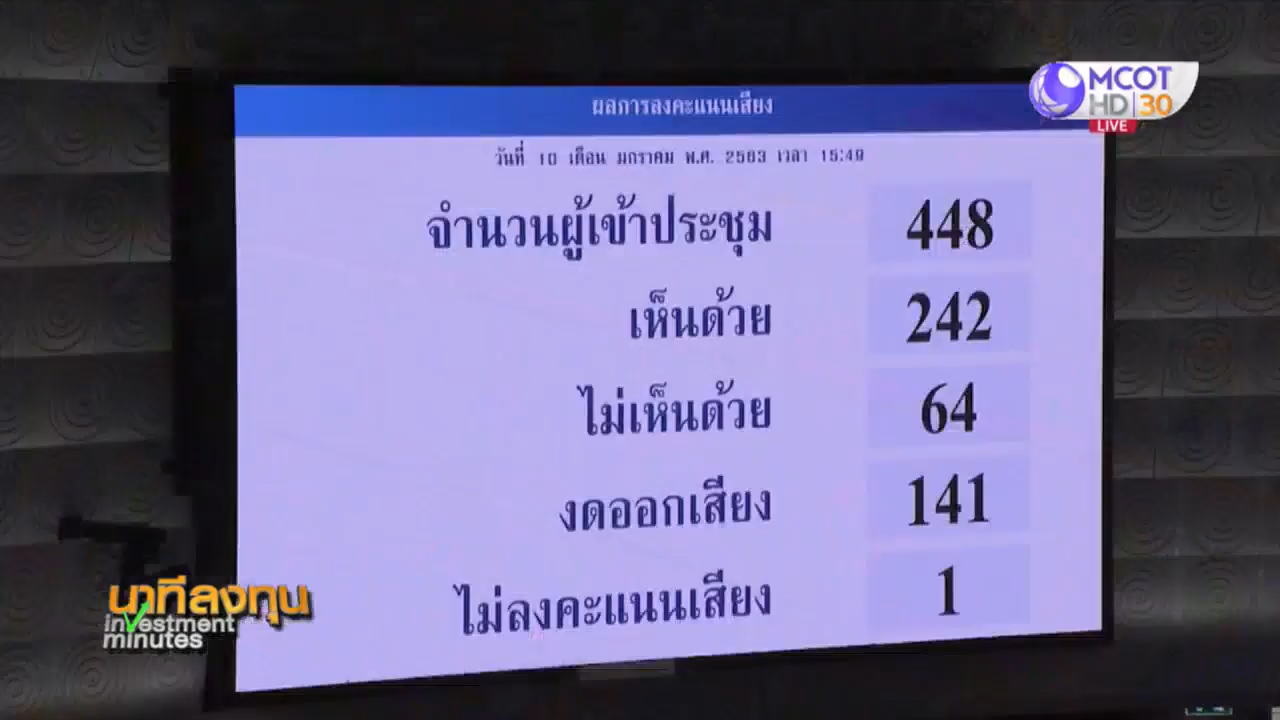 MCOT
HD 30
LIVE
ผลการลงคะแนนเสียง
วันที่ 10 เดือน มกราคม พ.ศ. 2563 เวลา 15:49
จำนวนผู้เข้าประชุม 448
เห็นด้วย 242
ไม่เห็นด้วย 64
งดออกเสียง 141
ไม่ลงคะแนนเสียง 1
นาทีลงทุน
investment
minutes